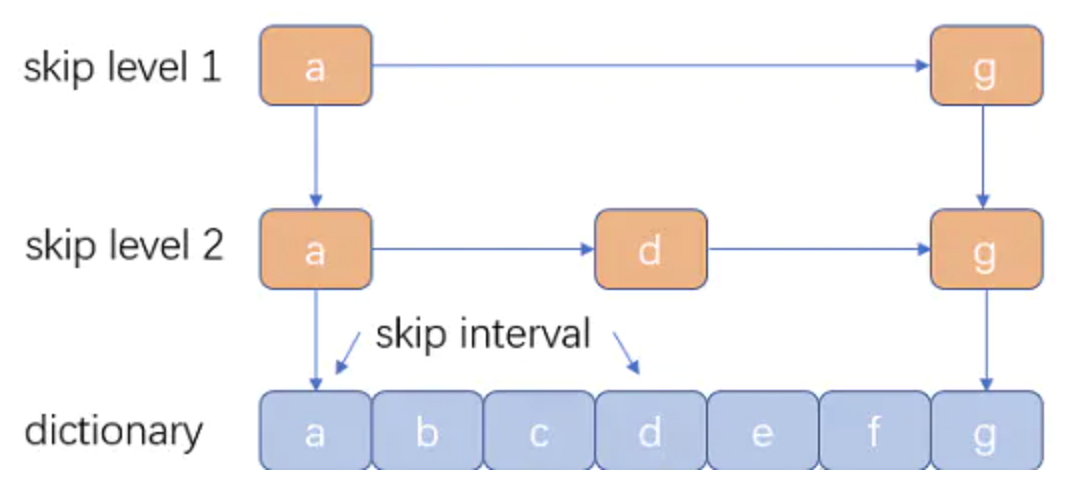 skip level 1 a g
skip level 2 a d g
skip interval
dictionary a b c d e f g